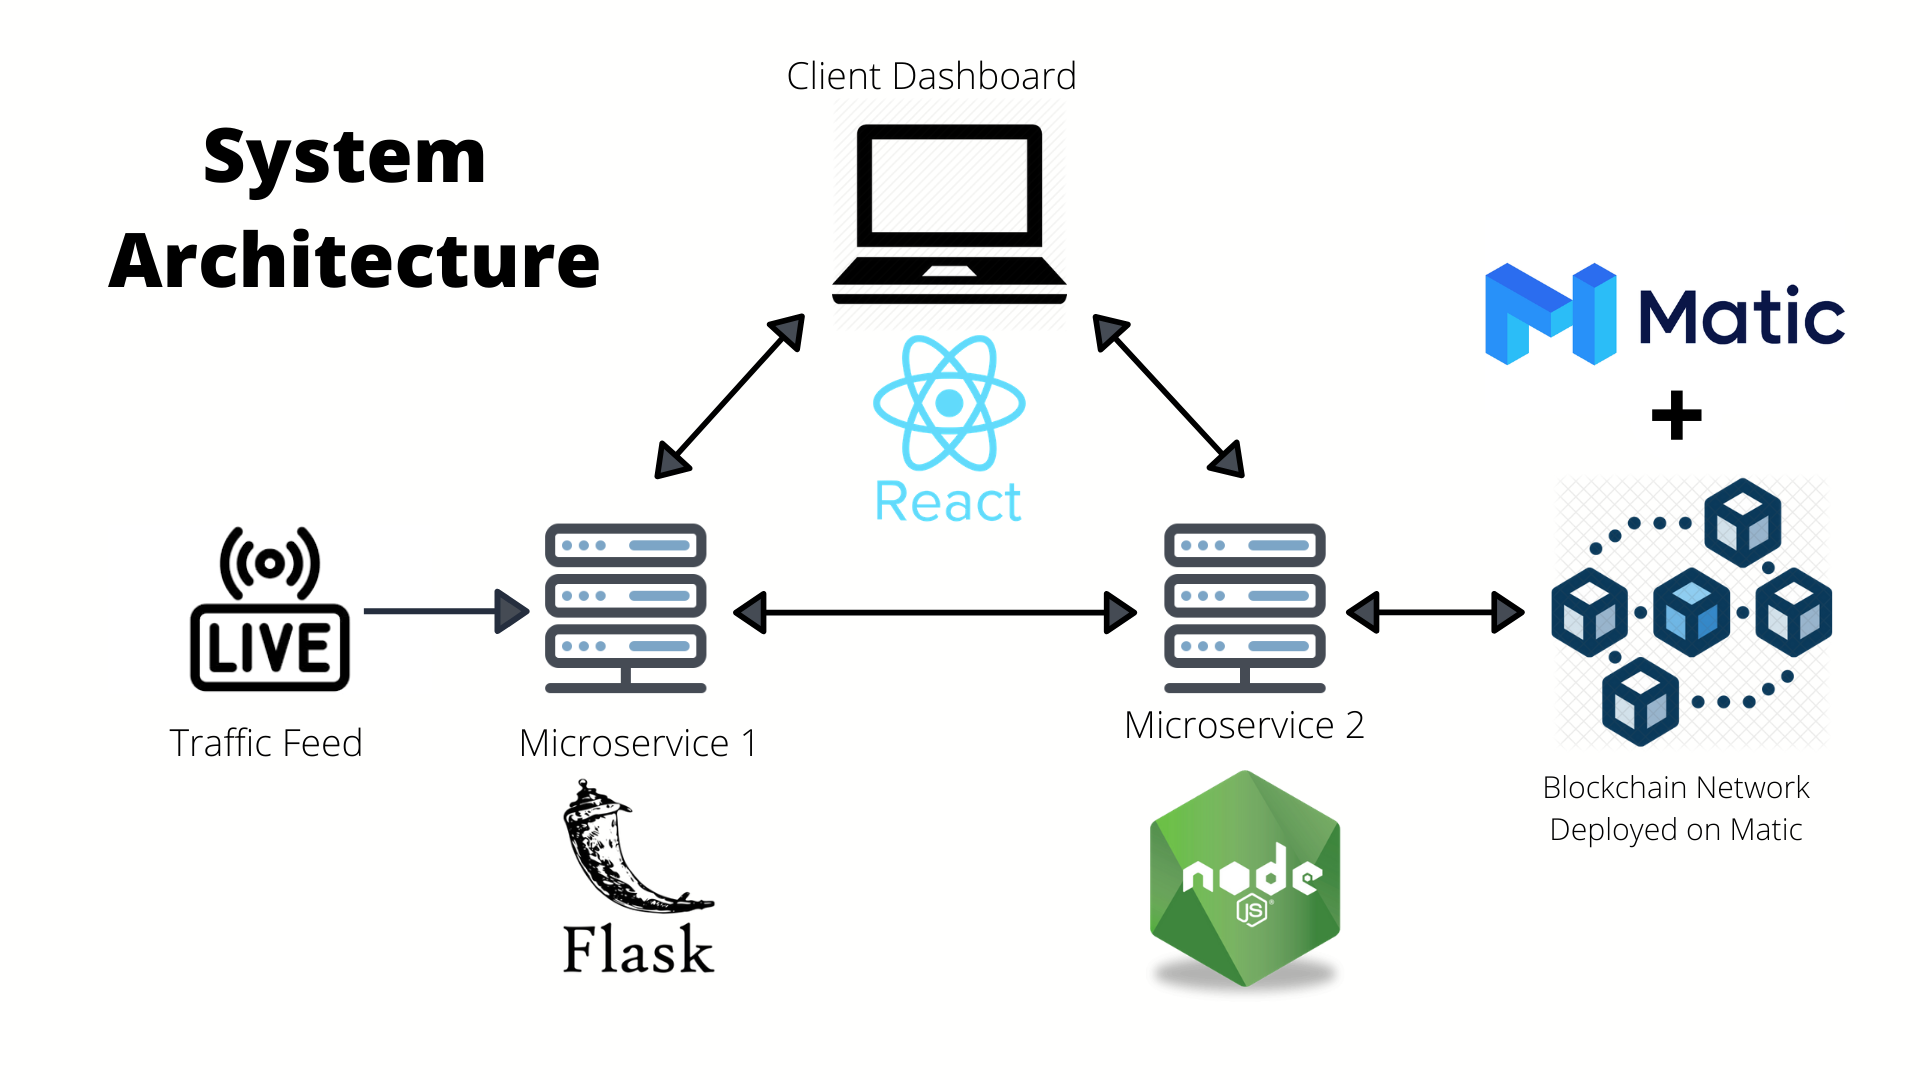 Client Dashboard
System
Architecture
Matic
+
React
LIVE
Traffic Feed
Microservice 1
Microservice 2
Blockchain Network
Deployed on Matic
Flask
node
JS